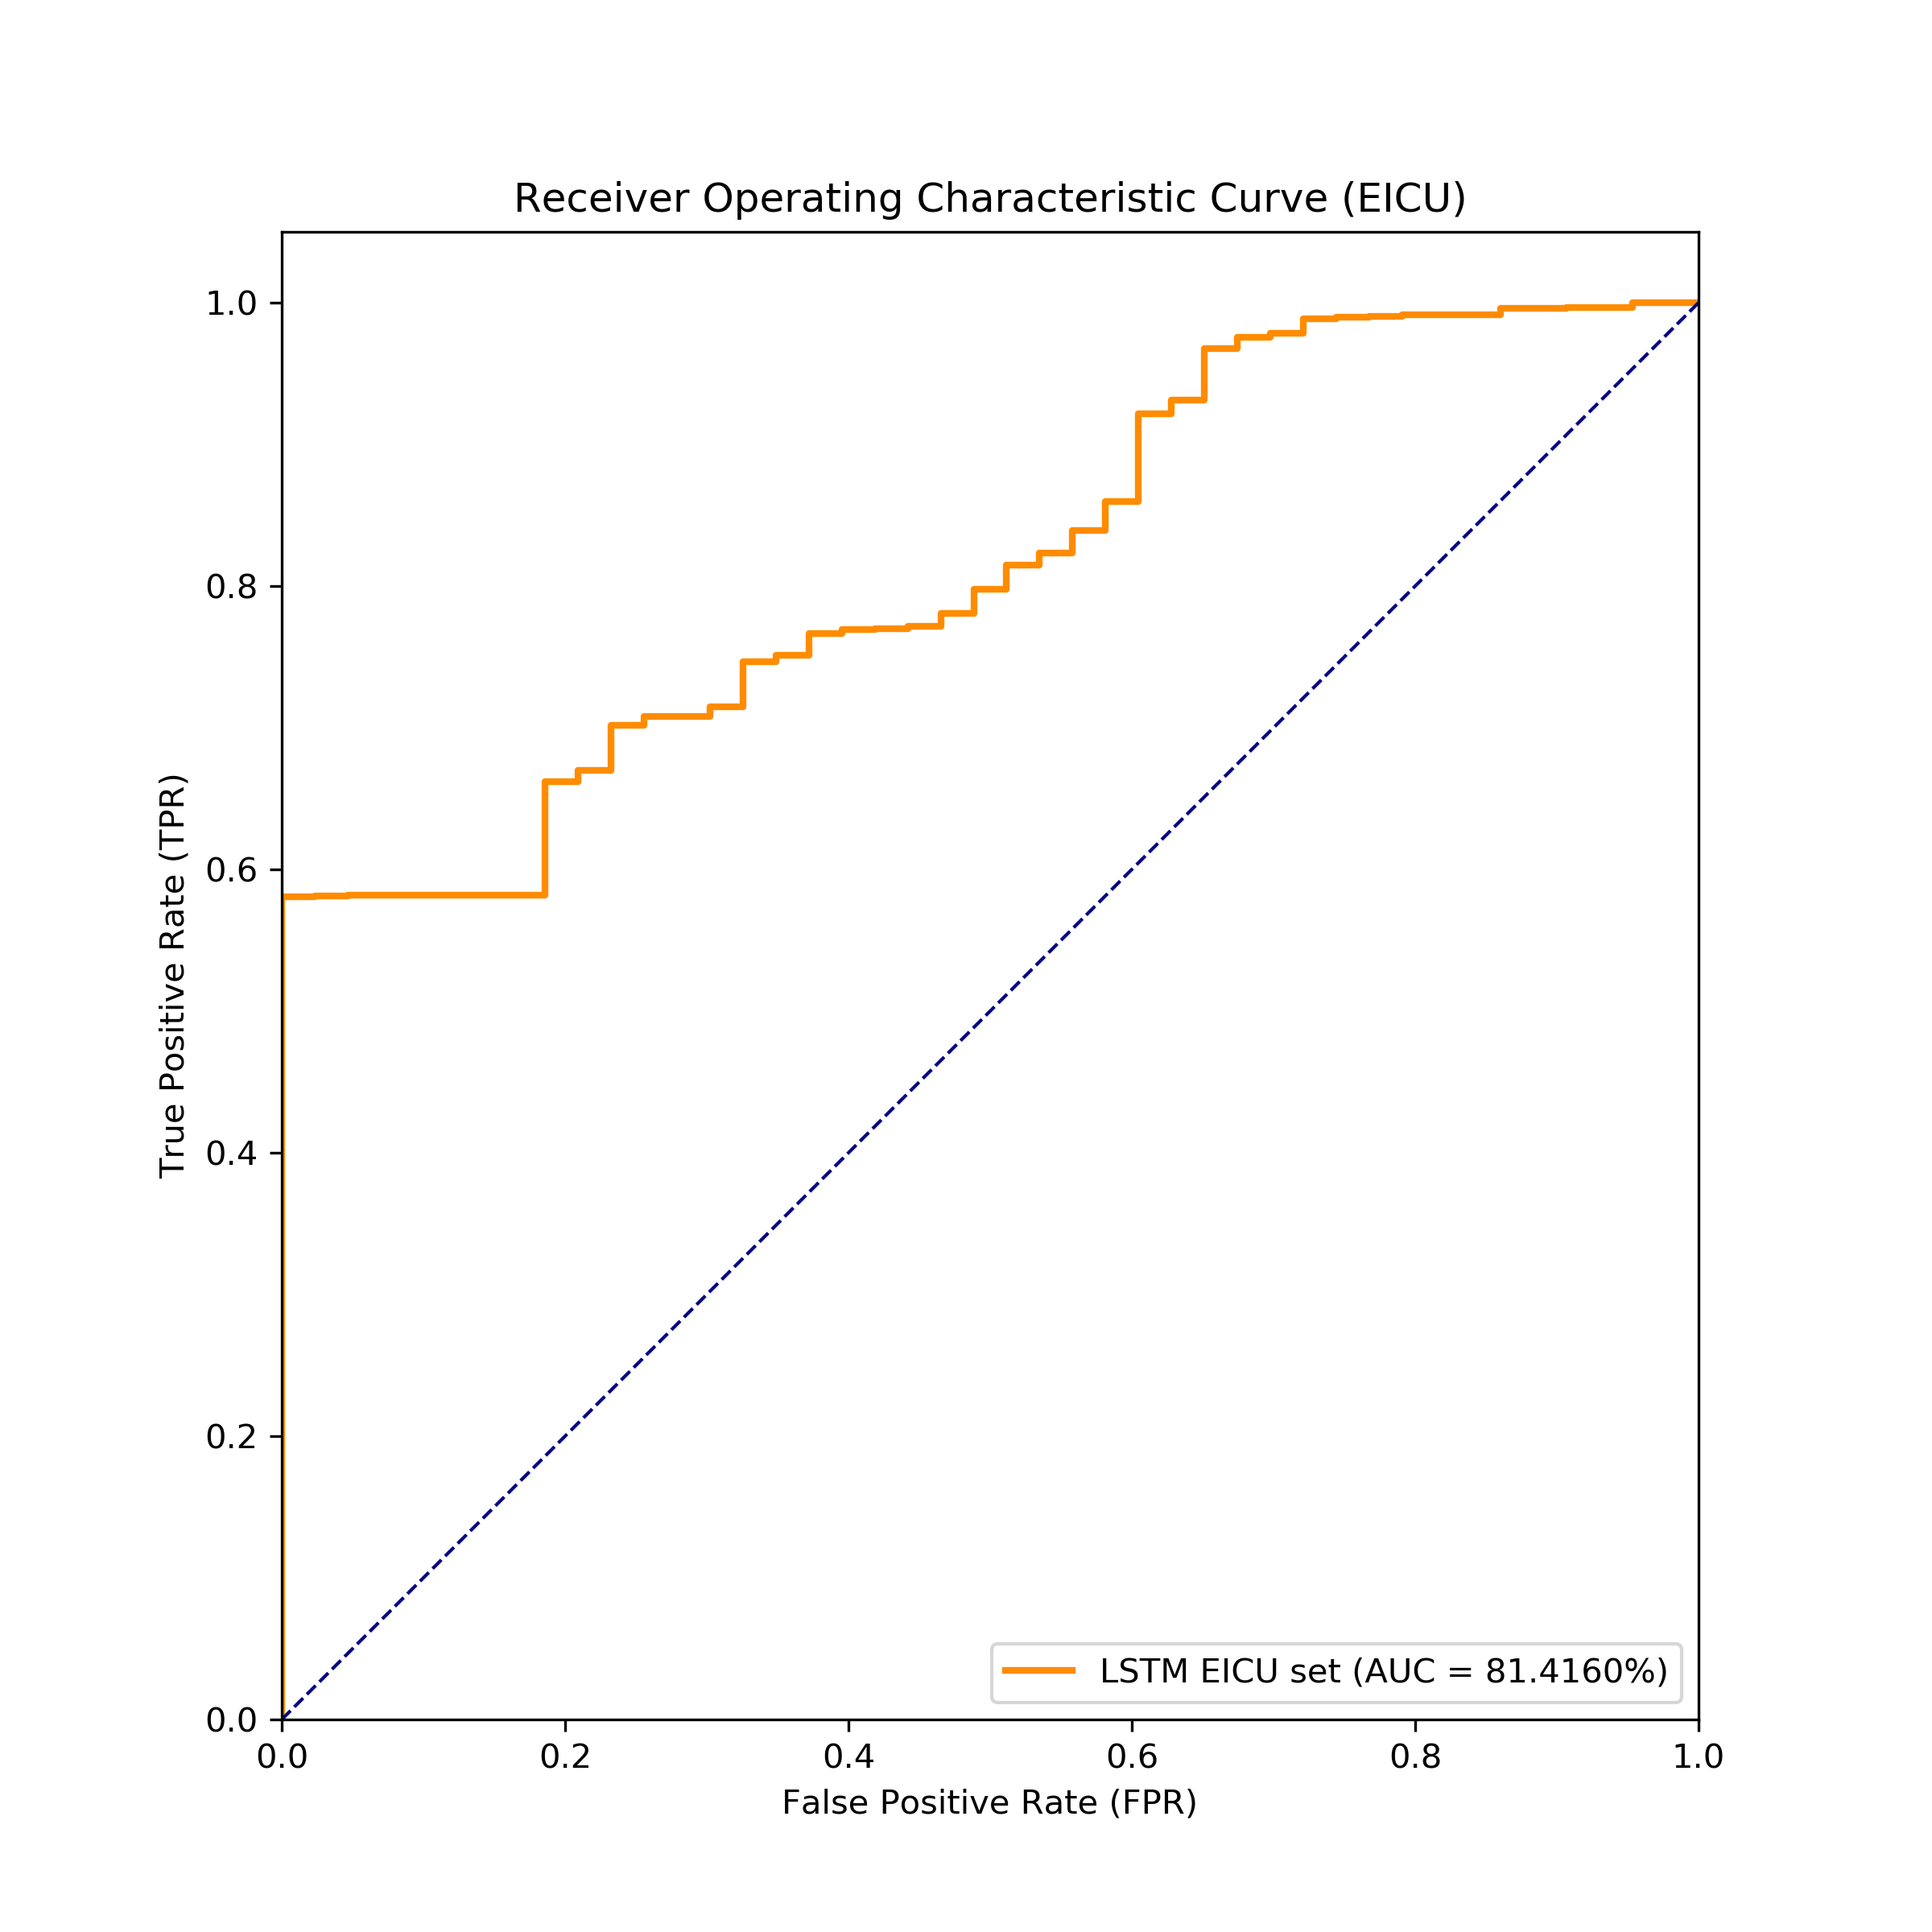 Receiver Operating Characteristic Curve (EICU)
True Positive Rate (TPR)
1.0
0.8
0.6
0.4
0.2
0.0
LSTM EICU set (AUC = 81.4160%)
0.0 0.2 0.4 0.6 0.8 1.0
False Positive Rate (FPR)